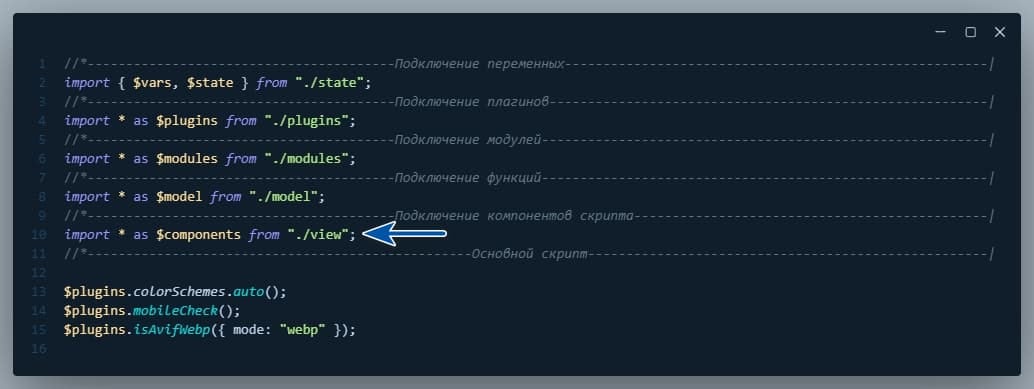 1 //*----------------------------------------Подключение переменных-------------------------------------------------------|
2 import { $vars, $state } from "./state";
3 //*----------------------------------------Подключение плагинов---------------------------------------------------------|
4 import * as $plugins from "./plugins";
5 //*----------------------------------------Подключение модулей----------------------------------------------------------|
6 import * as $modules from "./modules";
7 //*----------------------------------------Подключение функций----------------------------------------------------------|
8 import * as $model from "./model";
9 //*----------------------------------------Подключение компонентов скрипта----------------------------------------------|
10 import * as $components from "./view";
11 //*--------------------------------------------------Основной скрипт----------------------------------------------------|
12
13 $plugins.colorSchemes.auto();
14 $plugins.mobileCheck();
15 $plugins.isAvifWebp({ mode: "webp" });
16